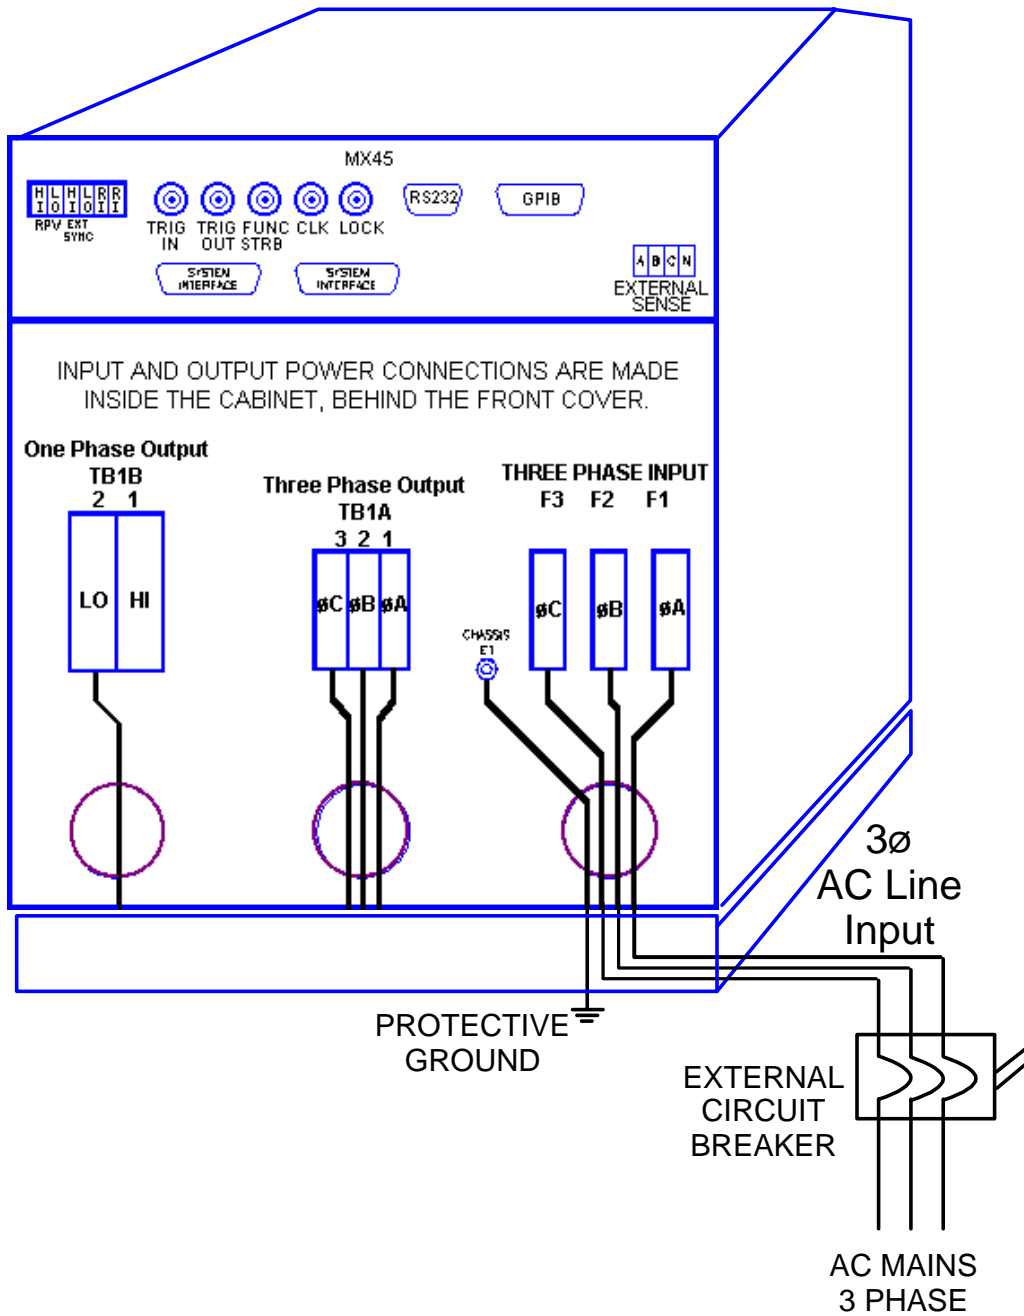 MX45
H L H L R R
I O I O I I
RPV EXT
SYNC
TRIG
IN
TRIG
OUT
FUNC
STRB
CLK
LOCK
RS232
GPIB
SYSTEM
INTERFACE
SYSTEM
INTERFACE
A B C N
EXTERNAL
SENSE
INPUT AND OUTPUT POWER CONNECTIONS ARE MADE
INSIDE THE CABINET, BEHIND THE FRONT COVER.
One Phase Output
TB1B
2 1
LO HI
Three Phase Output
TB1A
3 2 1
øC øB øA
THREE PHASE INPUT
F3 F2 F1
øC øB øA
CHASSIS
E1
3ø
AC Line
Input
PROTECTIVE
GROUND
EXTERNAL
CIRCUIT
BREAKER
AC MAINS
3 PHASE